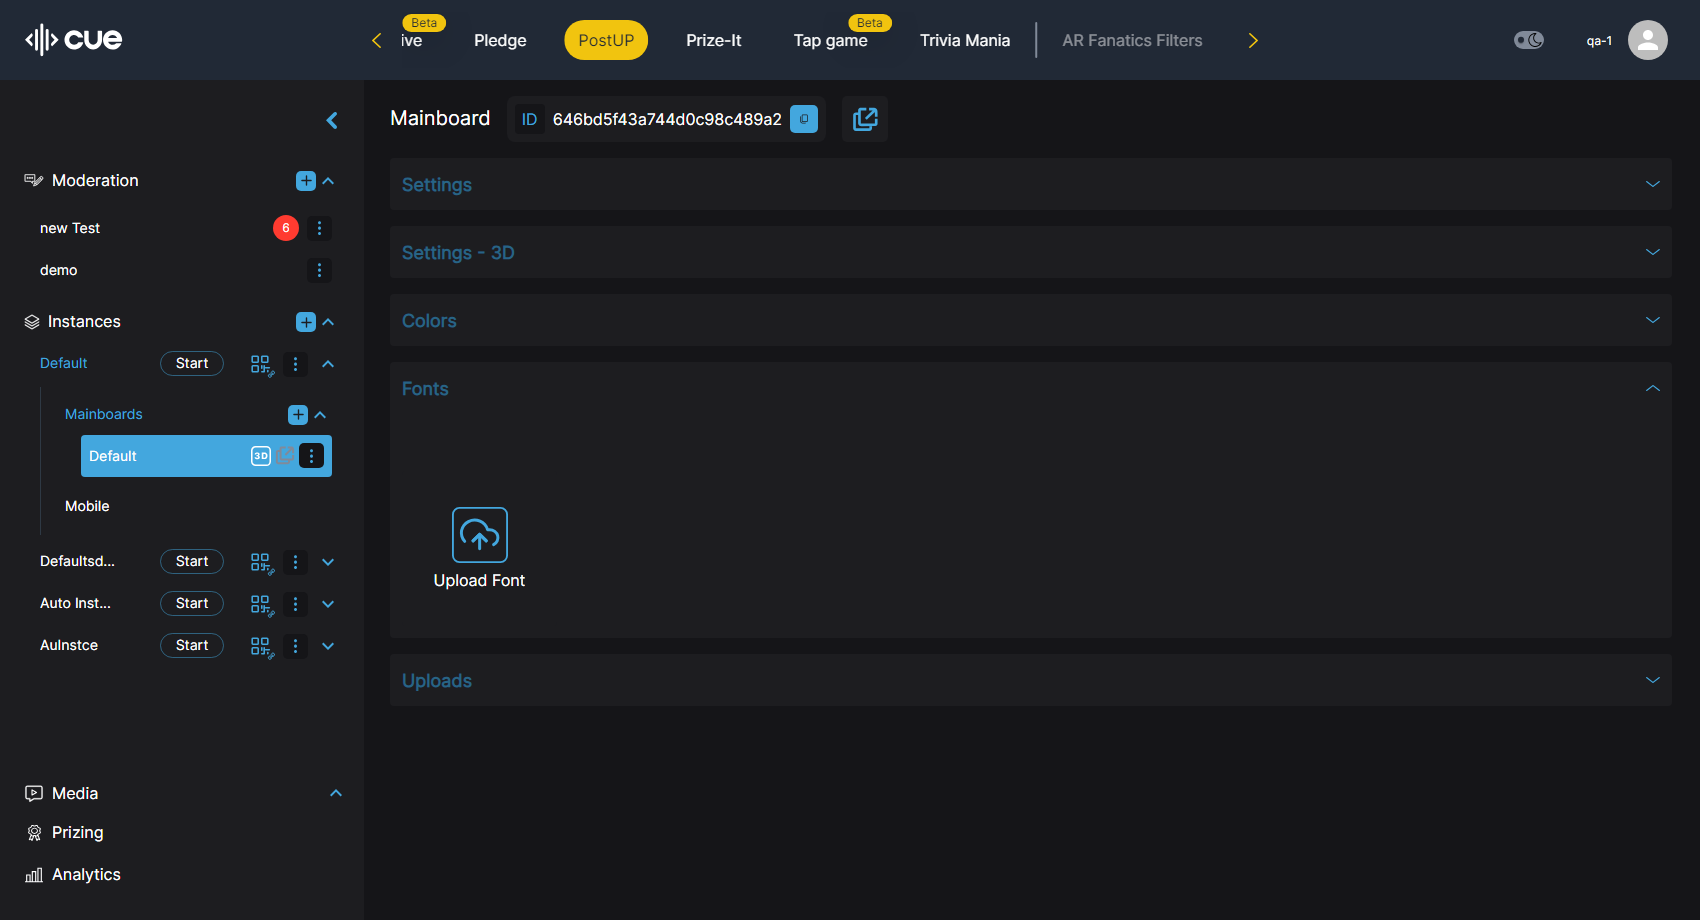 cue
Beta
ive
Pledge
PostUP
Prize-It
Beta
Tap game
Trivia Mania
AR Fanatics Filters
qa-1
Moderation
new Test
6
demo
Instances
Default
Start
Mainboards
Default
3D
Mobile
Defaultsd...
Start
Auto Inst...
Start
AuInstce
Start
Media
Prizing
Analytics
Mainboard
ID 646bd5f43a744d0c98c489a2
Settings
Settings - 3D
Colors
Fonts
Upload Font
Uploads